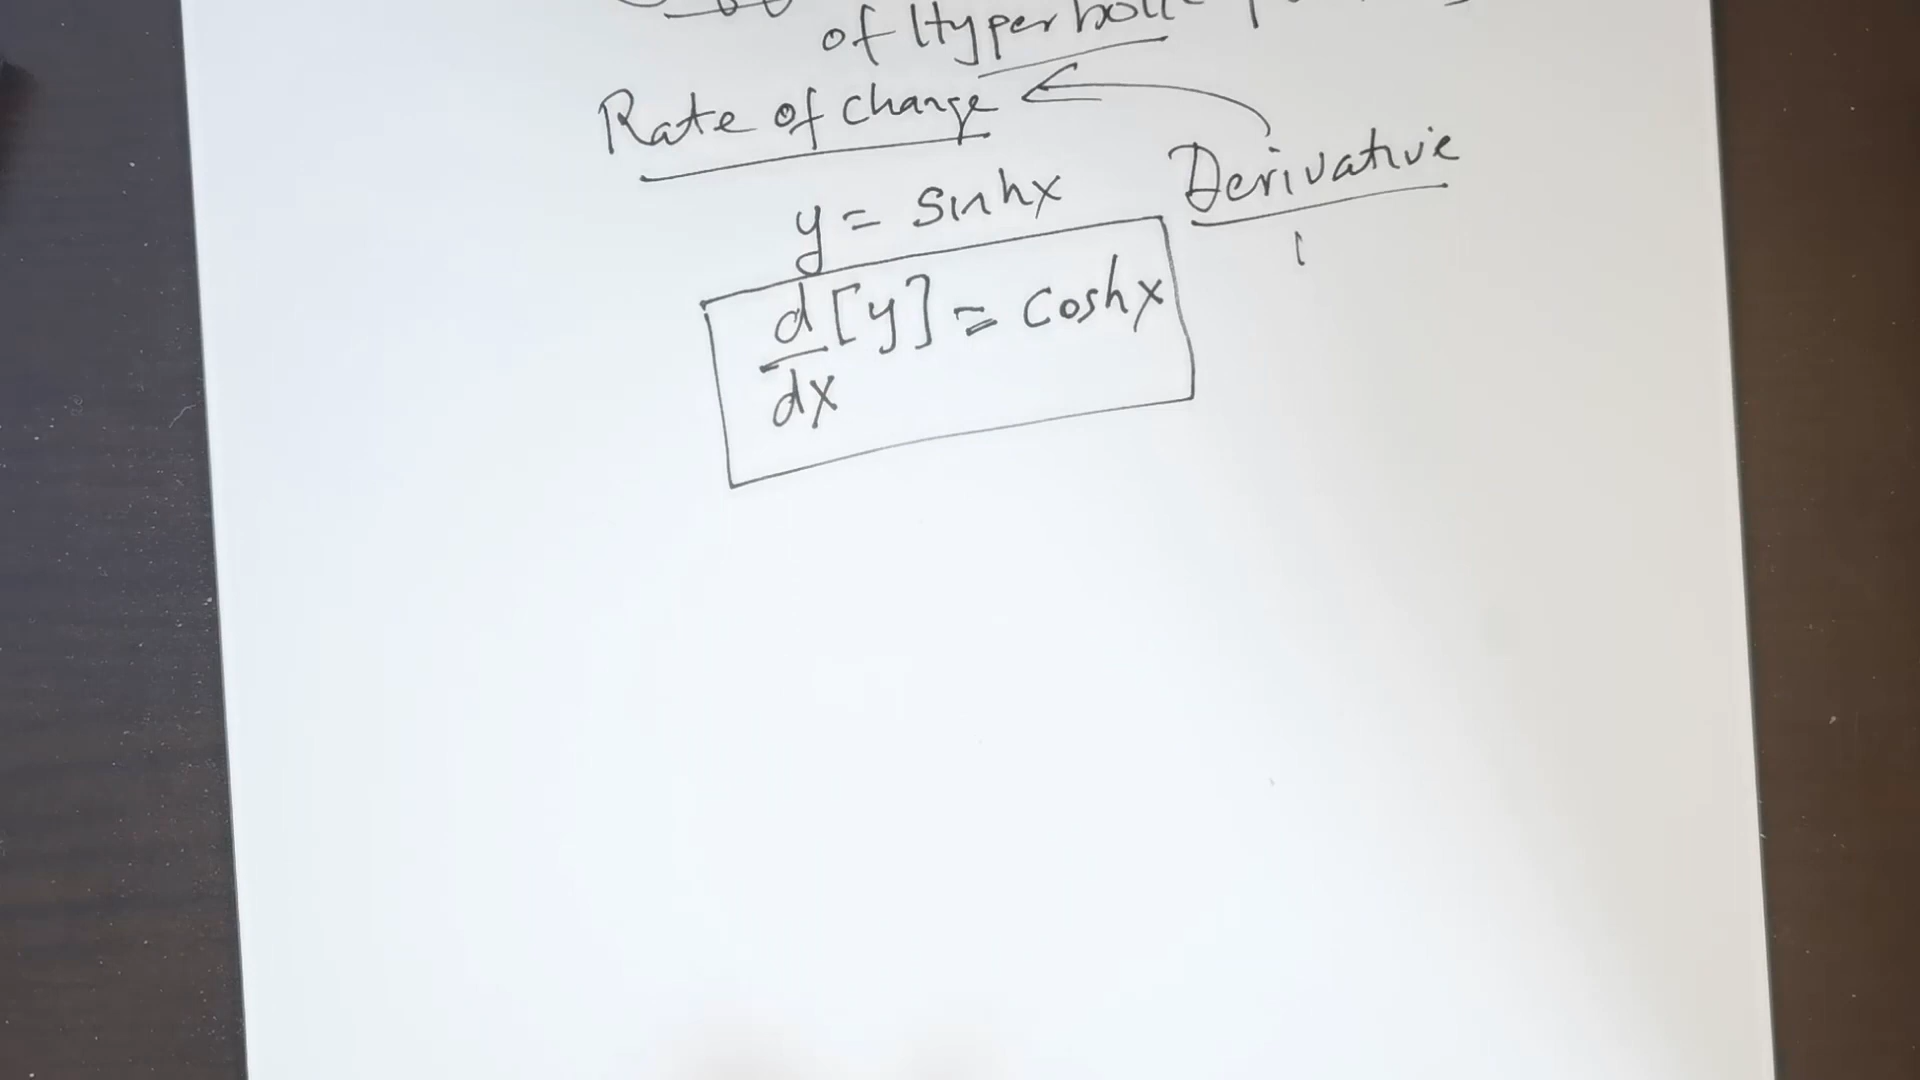 of Hyperbolic
Rate of change
Derivative
y = sinhx
d/dx [y] = coshx